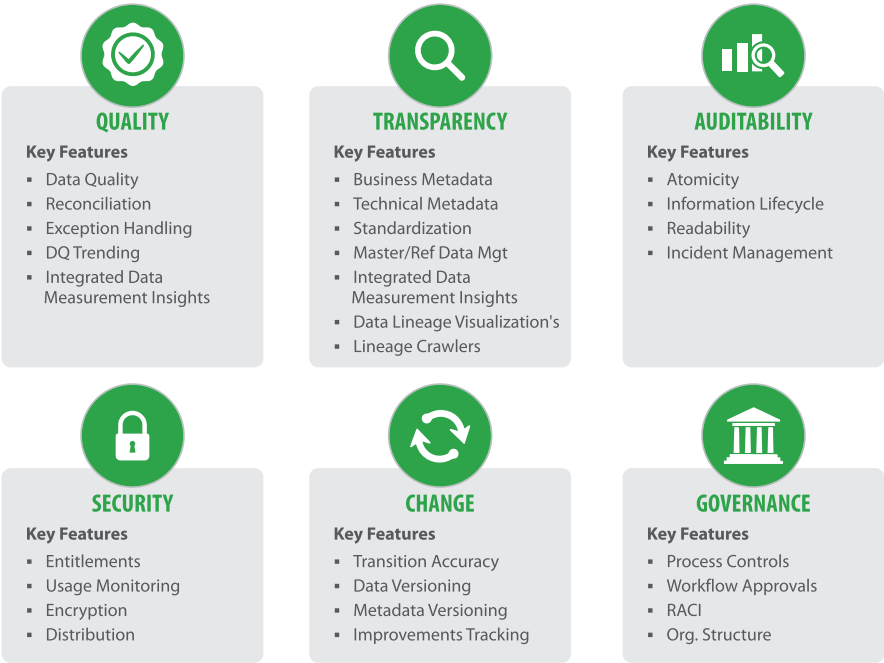 QUALITY
Key Features
▪ Data Quality
▪ Reconciliation
▪ Exception Handling
▪ DQ Trending
▪ Integrated Data
Measurement Insights
TRANSPARENCY
Key Features
▪ Business Metadata
▪ Technical Metadata
▪ Standardization
▪ Master/Ref Data Mgt
▪ Integrated Data
Measurement Insights
▪ Data Lineage Visualization's
▪ Lineage Crawlers
AUDITABILITY
Key Features
▪ Atomicity
▪ Information Lifecycle
▪ Readability
▪ Incident Management
SECURITY
Key Features
▪ Entitlements
▪ Usage Monitoring
▪ Encryption
▪ Distribution
CHANGE
Key Features
▪ Transition Accuracy
▪ Data Versioning
▪ Metadata Versioning
▪ Improvements Tracking
GOVERNANCE
Key Features
▪ Process Controls
▪ Workflow Approvals
▪ RACI
▪ Org. Structure